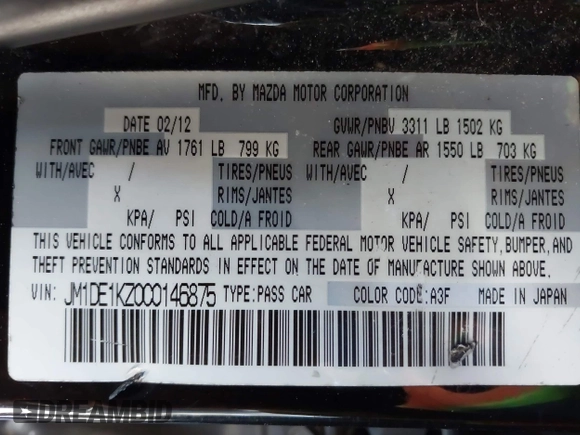 MFD. BY MAZDA MOTOR CORPORATION
DATE 02/12 GVWR/PNBV 3311 LB 1502 KG
FRONT GAWR/PNBE AV 1761 LB 799 KG REAR GAWR/PNBE AR 1550 LB 703 KG
WITH/AVEC / TIRES/PNEUS WITH/AVEC / TIRES/PNEUS
X RIMS/JANTES X RIMS/JANTES
KPA/ PSI COLD/A FROID KPA/ PSI COLD/A FROID
THIS VEHICLE CONFORMS TO ALL APPLICABLE FEDERAL MOTOR VEHICLE SAFETY,BUMPER,AND
THEFT PREVENTION STANDARDS IN EFFECT ON THE DATE OF MANUFACTURE SHOWN ABOVE.
VIN: JM1DE1KZ0C0146875 TYPE:PASS CAR COLOR CODE:A3F MADE IN JAPAN
DREAMBID